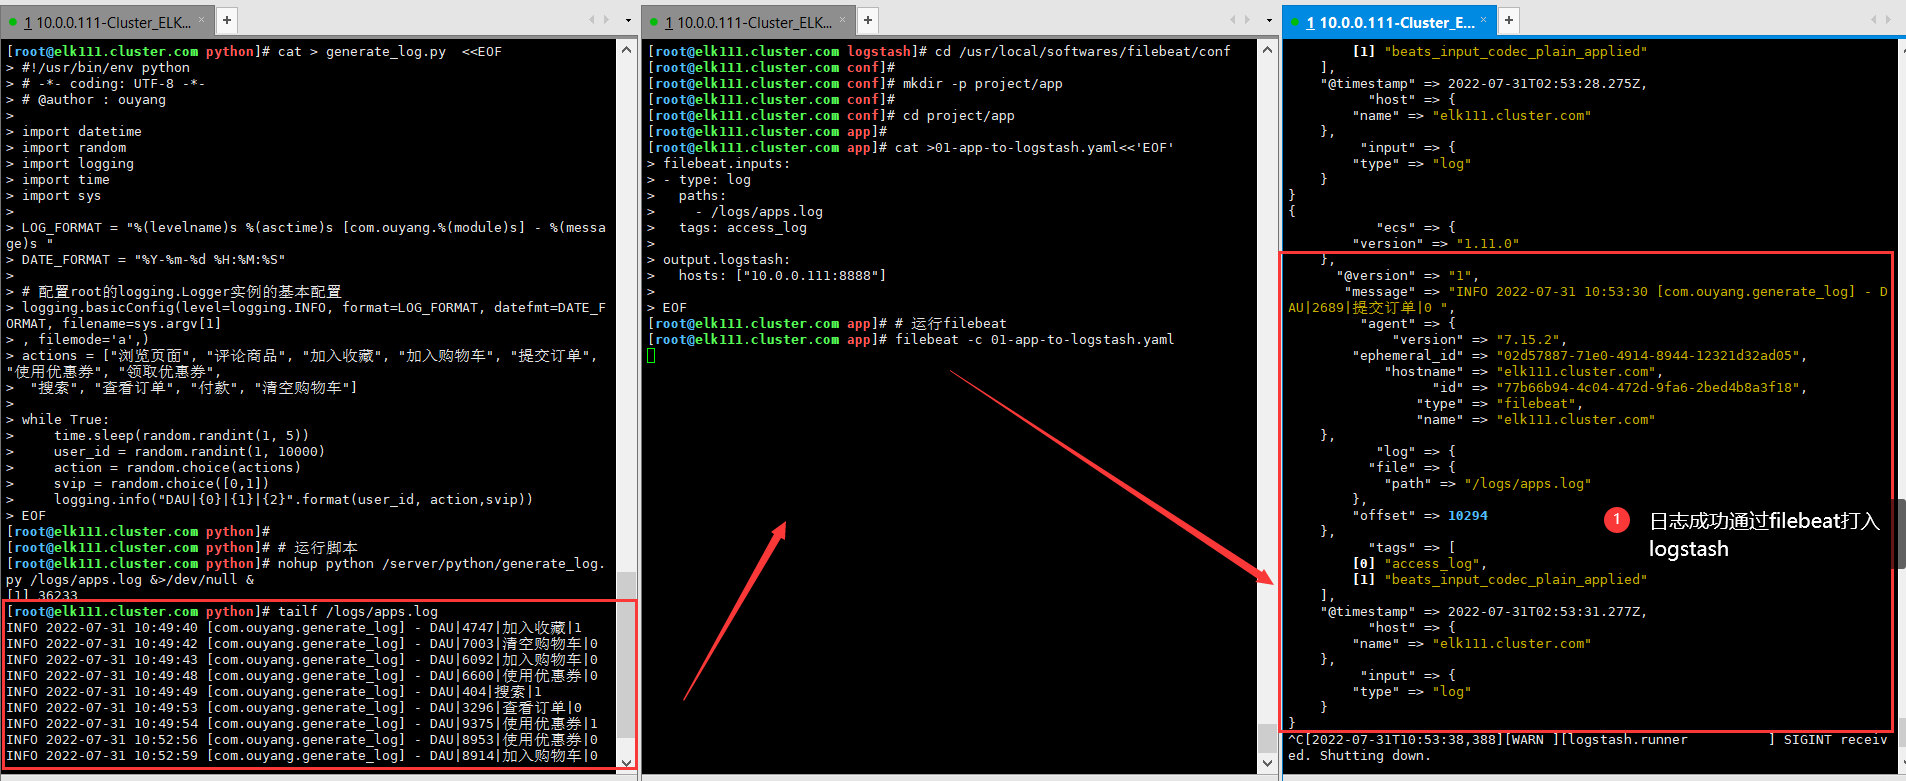 1 10.0.0.111-Cluster_ELK... × +
[root@elk111.cluster.com python]# cat > generate_log.py  <<EOF
> #!/usr/bin/env python
> # -*- coding: UTF-8 -*-
> # @author : ouyang
>
> import datetime
> import random
> import logging
> import time
> import sys
>
> LOG_FORMAT = "%(levelname)s %(asctime)s [com.ouyang.%(module)s] - %(messa
ge)s "
> DATE_FORMAT = "%Y-%m-%d %H:%M:%S"
>
> # 配置root的logging.Logger实例的基本配置
> logging.basicConfig(level=logging.INFO, format=LOG_FORMAT, datefmt=DATE_F
ORMAT, filename=sys.argv[1]
> , filemode='a',)
> actions = ["浏览页面", "评论商品", "加入收藏", "加入购物车", "提交订单",
"使用优惠券", "领取优惠券",
>  "搜索", "查看订单", "付款", "清空购物车"]
>
> while True:
>     time.sleep(random.randint(1, 5))
>     user_id = random.randint(1, 10000)
>     action = random.choice(actions)
>     svip = random.choice([0,1])
>     logging.info("DAU|{0}|{1}|{2}".format(user_id, action,svip))
> EOF
[root@elk111.cluster.com python]#
[root@elk111.cluster.com python]# # 运行脚本
[root@elk111.cluster.com python]# nohup python /server/python/generate_log.
py /logs/apps.log &>/dev/null &
[1] 36233
[root@elk111.cluster.com python]# tailf /logs/apps.log
INFO 2022-07-31 10:49:40 [com.ouyang.generate_log] - DAU|4747|加入收藏|1
INFO 2022-07-31 10:49:42 [com.ouyang.generate_log] - DAU|7003|清空购物车|0
INFO 2022-07-31 10:49:43 [com.ouyang.generate_log] - DAU|6092|加入购物车|0
INFO 2022-07-31 10:49:48 [com.ouyang.generate_log] - DAU|6600|使用优惠券|0
INFO 2022-07-31 10:49:49 [com.ouyang.generate_log] - DAU|404|搜索|1
INFO 2022-07-31 10:49:53 [com.ouyang.generate_log] - DAU|3296|查看订单|0
INFO 2022-07-31 10:49:54 [com.ouyang.generate_log] - DAU|9375|使用优惠券|1
INFO 2022-07-31 10:52:56 [com.ouyang.generate_log] - DAU|8953|使用优惠券|0
INFO 2022-07-31 10:52:59 [com.ouyang.generate_log] - DAU|8914|加入购物车|0
1 10.0.0.111-Cluster_ELK... × +
[root@elk111.cluster.com logstash]# cd /usr/local/softwares/filebeat/conf
[root@elk111.cluster.com conf]#
[root@elk111.cluster.com conf]# mkdir -p project/app
[root@elk111.cluster.com conf]#
[root@elk111.cluster.com conf]# cd project/app
[root@elk111.cluster.com app]#
[root@elk111.cluster.com app]# cat >01-app-to-logstash.yaml<<'EOF'
> filebeat.inputs:
> - type: log
>   paths:
>     - /logs/apps.log
>   tags: access_log
>
> output.logstash:
>   hosts: ["10.0.0.111:8888"]
>
> EOF
[root@elk111.cluster.com app]# # 运行filebeat
[root@elk111.cluster.com app]# filebeat -c 01-app-to-logstash.yaml
1 10.0.0.111-Cluster_E... × +
[1] "beats_input_codec_plain_applied"
],
"@timestamp" => 2022-07-31T02:53:28.275Z,
"host" => {
"name" => "elk111.cluster.com"
},
"input" => {
"type" => "log"
}
}
{
"ecs" => {
"version" => "1.11.0"
},
"@version" => "1",
"message" => "INFO 2022-07-31 10:53:30 [com.ouyang.generate_log] - D
AU|2689|提交订单|0 ",
"agent" => {
"version" => "7.15.2",
"ephemeral_id" => "02d57887-71e0-4914-8944-12321d32ad05",
"hostname" => "elk111.cluster.com",
"id" => "77b66b94-4c04-472d-9fa6-2bed4b8a3f18",
"type" => "filebeat",
"name" => "elk111.cluster.com"
},
"log" => {
"file" => {
"path" => "/logs/apps.log"
},
"offset" => 10294
},
"tags" => [
[0] "access_log",
[1] "beats_input_codec_plain_applied"
],
"@timestamp" => 2022-07-31T02:53:31.277Z,
"host" => {
"name" => "elk111.cluster.com"
},
"input" => {
"type" => "log"
}
}
^C[2022-07-31T10:53:38,388][WARN ][logstash.runner          ] SIGINT receiv
ed. Shutting down.
1 日志成功通过filebeat打入
logstash